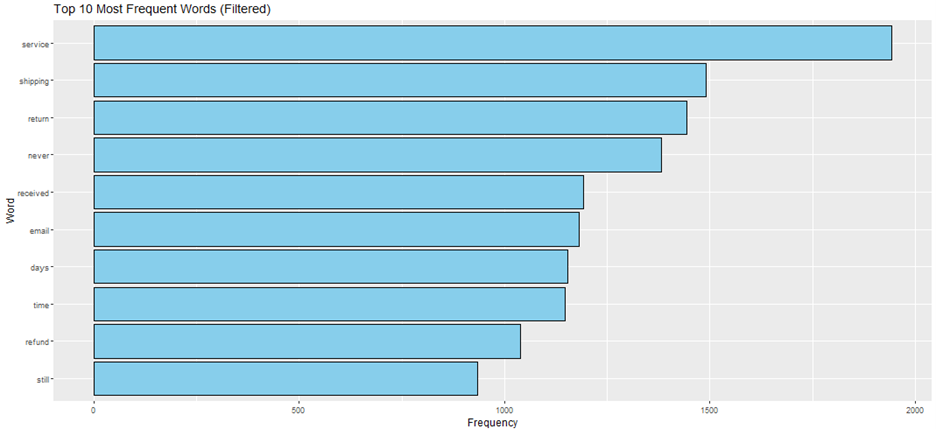 Top 10 Most Frequent Words (Filtered)
service
shipping
return
never
received
email
days
time
refund
still
Word
0 500 1000 1500 2000
Frequency